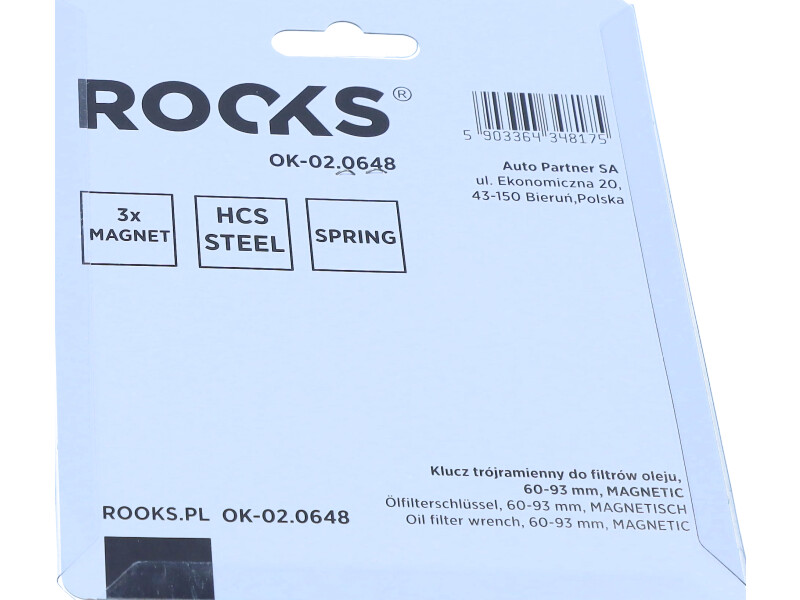 ROCKS®
OK-02.0648
5 903364 348175
Auto Partner SA
ul. Ekonomiczna 20,
43-150 Bieruń,Polska
3x
MAGNET
HCS
STEEL
SPRING
Klucz trójramienny do filtrów oleju,
60-93 mm, MAGNETIC
Ölfilterschlüssel, 60-93 mm, MAGNETISCH
Oil filter wrench, 60-93 mm, MAGNETIC
ROOKS.PL OK-02.0648